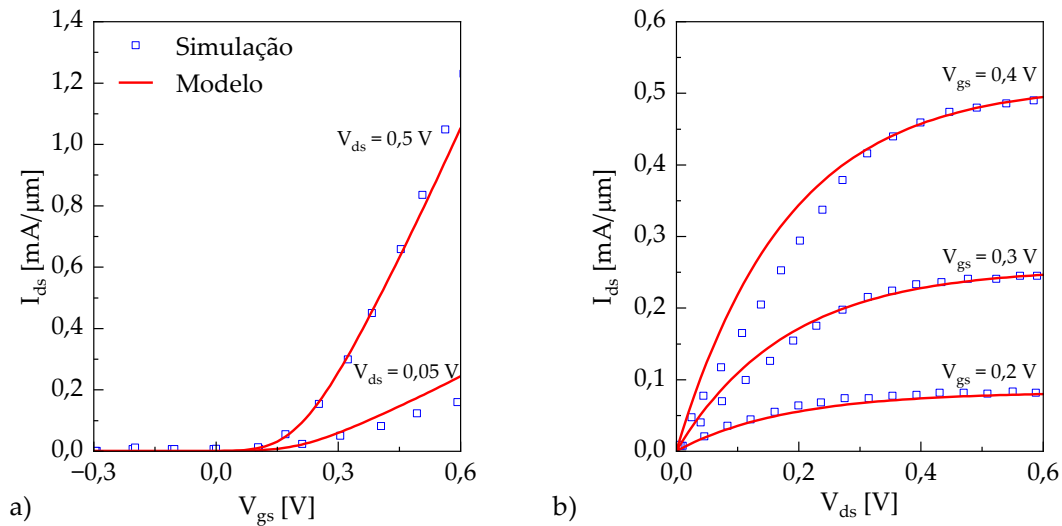 1,4
1,2
1,0
0,8
0,6
0,4
0,2
0,0
I_ds [mA/μm]
Simulação
Modelo
V_ds = 0,5 V
V_ds = 0,05 V
−0,3 0,0 0,3 0,6
V_gs [V]
a)
0,6
0,5
0,4
0,3
0,2
0,1
0,0
I_ds [mA/μm]
V_gs = 0,4 V
V_gs = 0,3 V
V_gs = 0,2 V
0,0 0,2 0,4 0,6
V_ds [V]
b)